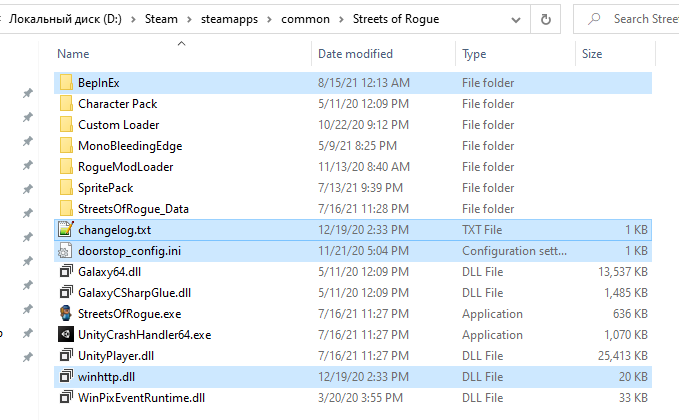 Локальный диск (D:) > Steam > steamapps > common > Streets of Rogue
Search Stree
Name Date modified Type Size
BepInEx 8/15/21 12:13 AM File folder
Character Pack 5/11/20 12:09 PM File folder
Custom Loader 10/22/20 9:12 PM File folder
MonoBleedingEdge 5/9/21 8:25 PM File folder
RogueModLoader 11/13/20 8:40 AM File folder
SpritePack 7/13/21 9:39 PM File folder
StreetsOfRogue_Data 7/16/21 11:28 PM File folder
changelog.txt 12/19/20 2:33 PM TXT File 1 KB
doorstop_config.ini 11/21/20 5:04 PM Configuration sett... 1 KB
Galaxy64.dll 5/11/20 12:09 PM DLL File 13,537 KB
GalaxyCSharpGlue.dll 5/11/20 12:09 PM DLL File 1,485 KB
StreetsOfRogue.exe 7/16/21 11:27 PM Application 636 KB
UnityCrashHandler64.exe 7/16/21 11:27 PM Application 1,070 KB
UnityPlayer.dll 7/16/21 11:27 PM DLL File 25,413 KB
winhttp.dll 12/19/20 2:33 PM DLL File 20 KB
WinPixEventRuntime.dll 3/20/20 3:55 PM DLL File 33 KB